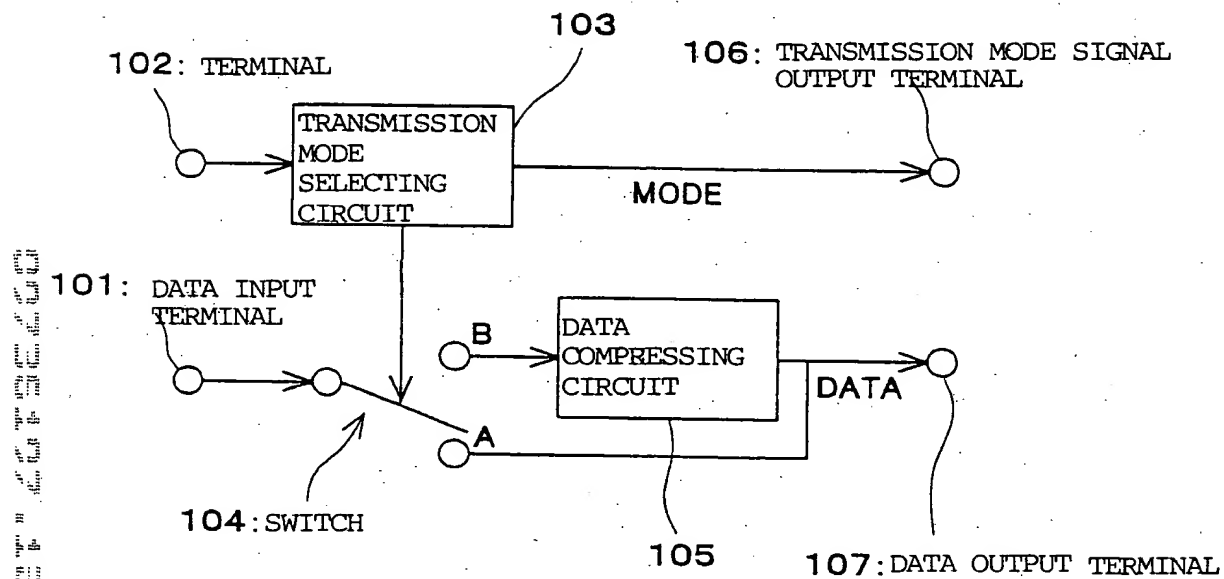 103
102: TERMINAL
106: TRANSMISSION MODE SIGNAL
OUTPUT TERMINAL
TRANSMISSION
MODE
SELECTING
CIRCUIT
MODE
101: DATA INPUT
TERMINAL
B
DATA
COMPRESSING
CIRCUIT
DATA
A
104: SWITCH
105
107: DATA OUTPUT TERMINAL